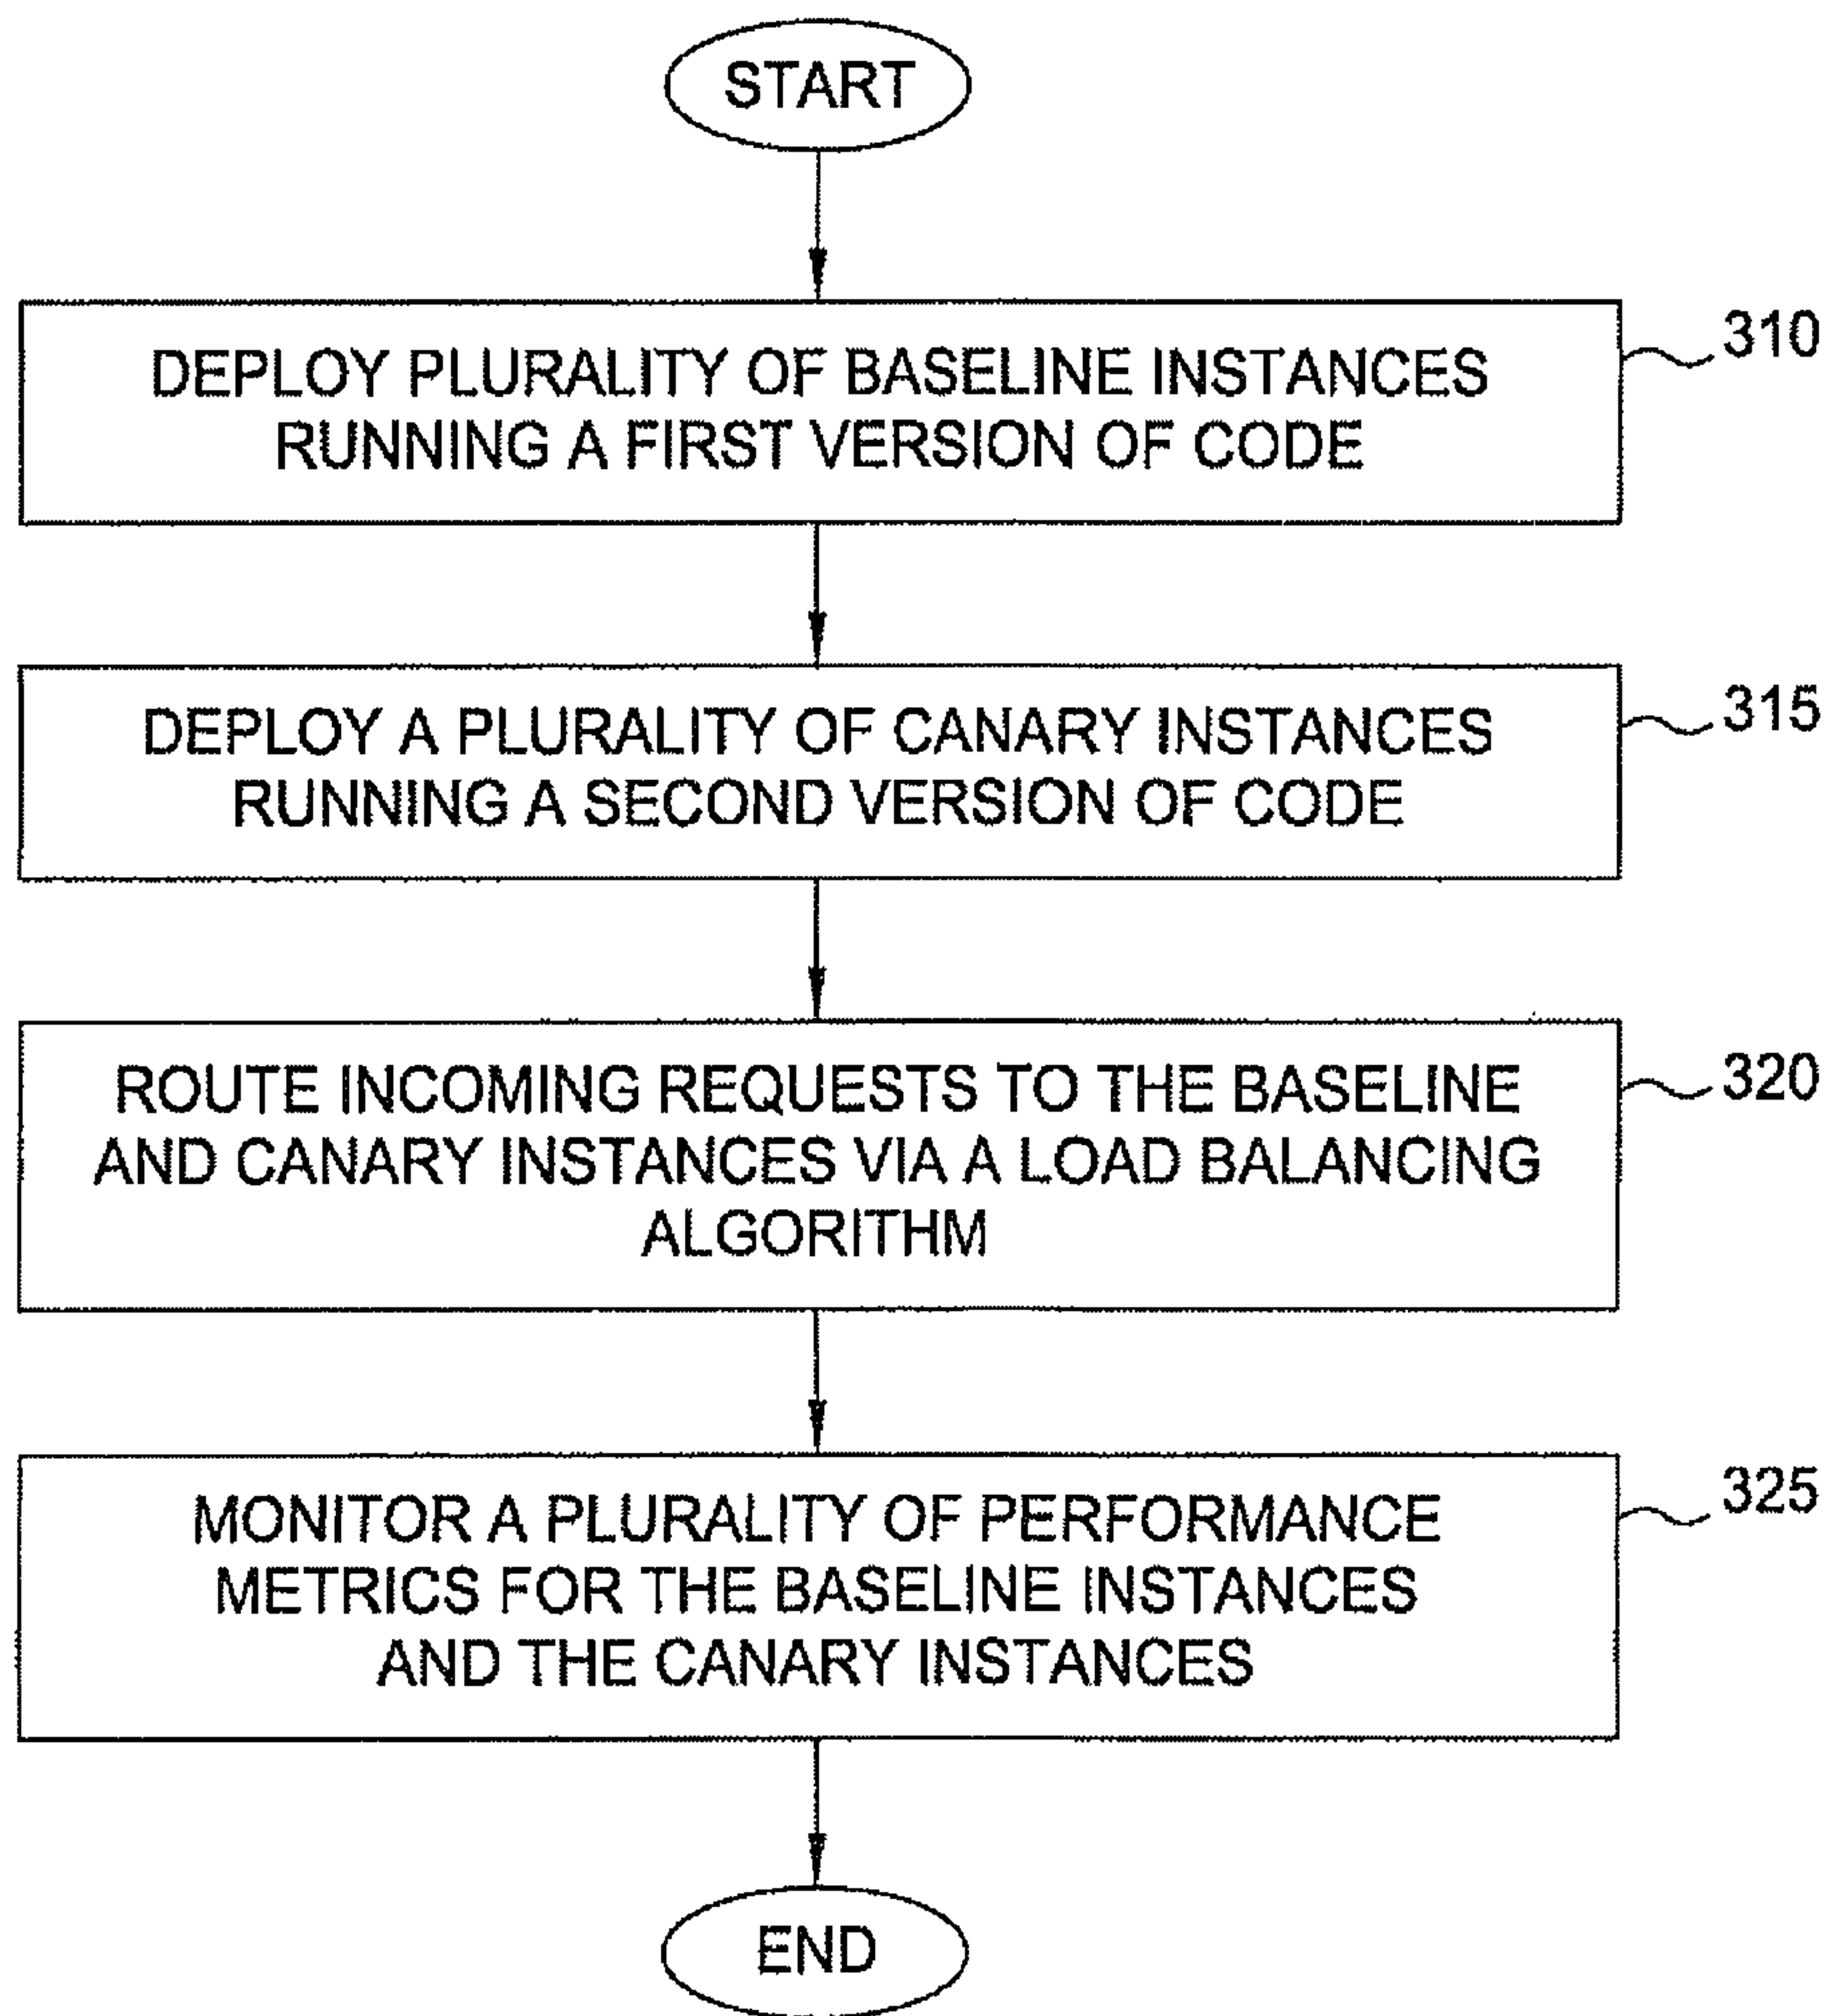 START
DEPLOY PLURALITY OF BASELINE INSTANCES
RUNNING A FIRST VERSION OF CODE
310
DEPLOY A PLURALITY OF CANARY INSTANCES
RUNNING A SECOND VERSION OF CODE
315
ROUTE INCOMING REQUESTS TO THE BASELINE
AND CANARY INSTANCES VIA A LOAD BALANCING
ALGORITHM
320
MONITOR A PLURALITY OF PERFORMANCE
METRICS FOR THE BASELINE INSTANCES
AND THE CANARY INSTANCES
325
END